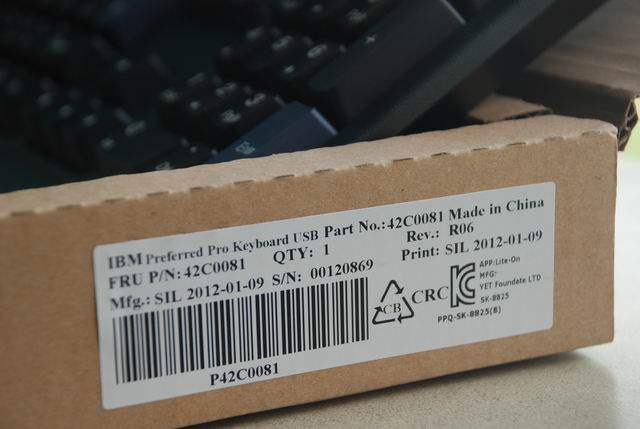 IBM Preferred Pro Keyboard USB Part No.:42C0081 Made in China
FRU P/N:42C0081 QTY: 1 Rev.: R06
Mfg.: SIL 2012-01-09 S/N: 00120869 Print: SIL 2012-01-09
P42C0081
CB
CRC
APP:Lite-On
MFG:
YET Foundate LTD
SK-8825
PPQ-SK-8825(B)